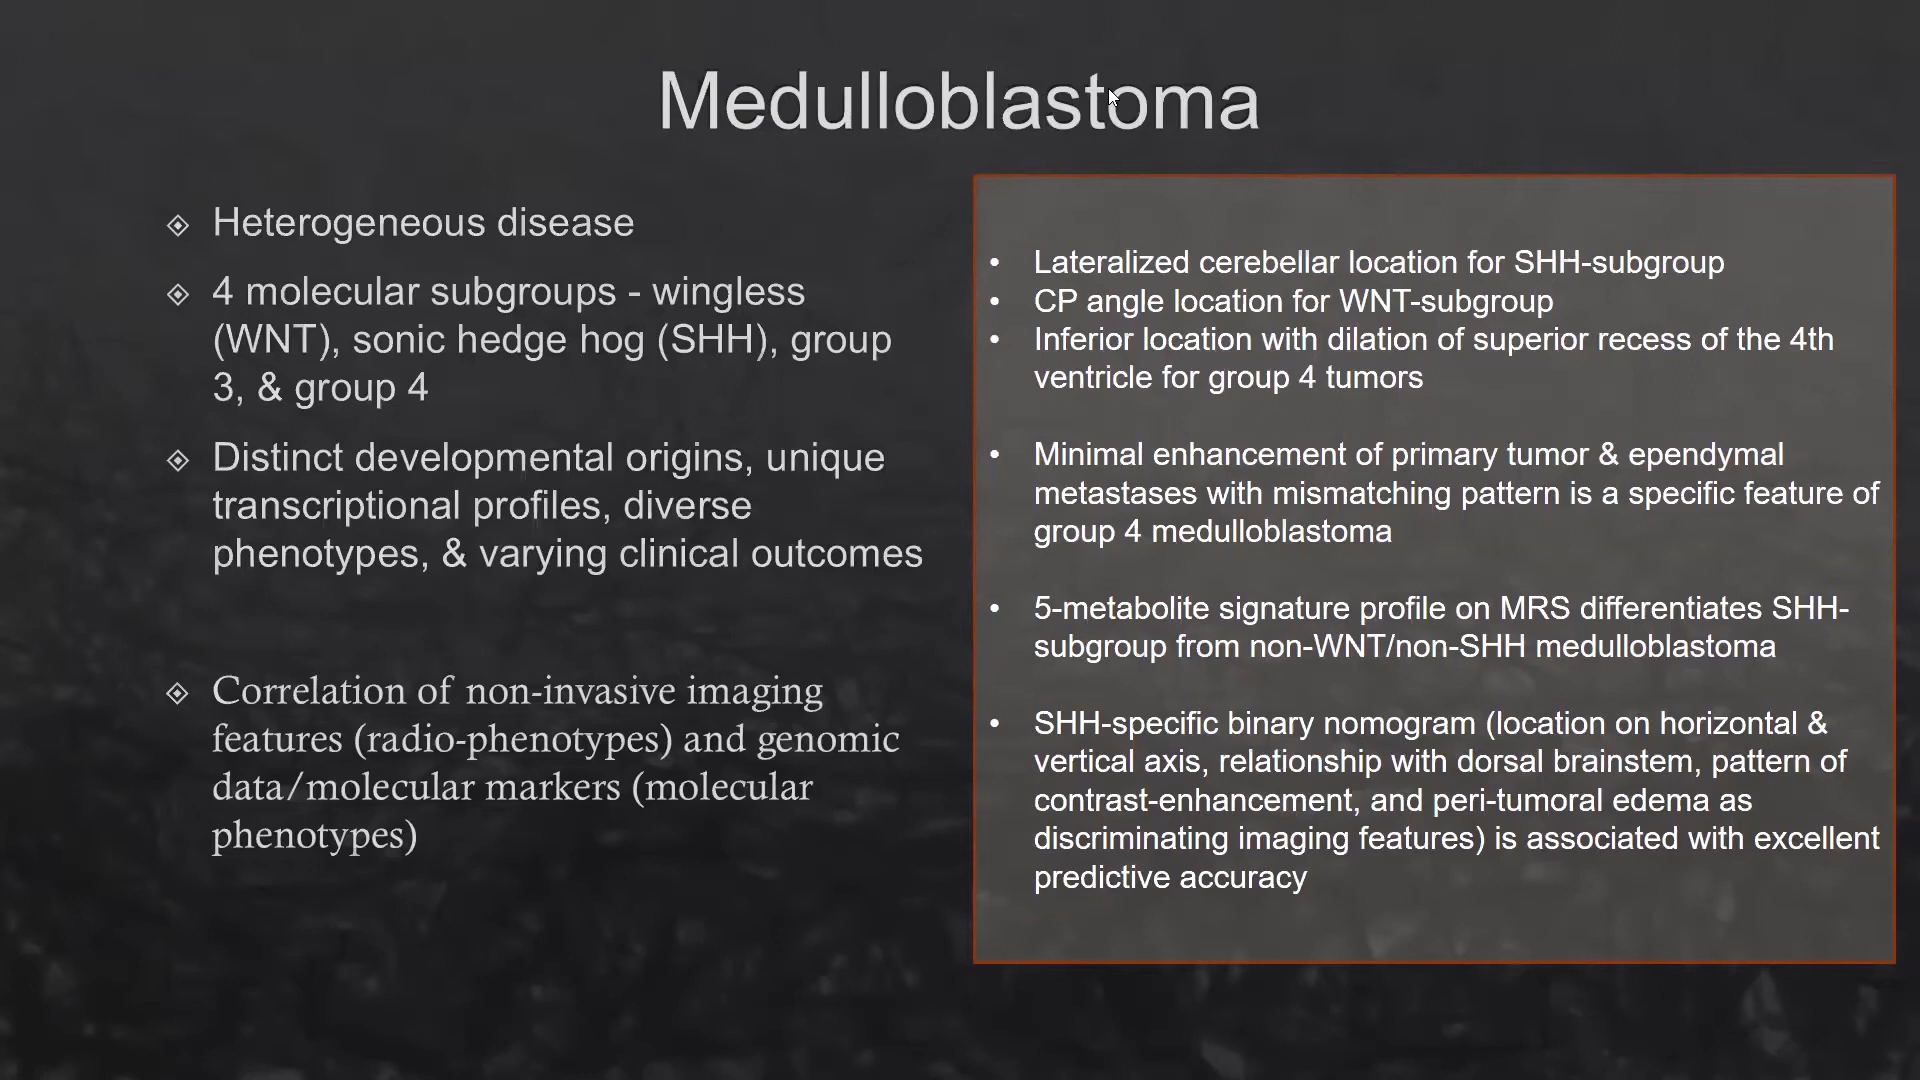 Medulloblastoma
Heterogeneous disease
4 molecular subgroups - wingless
(WNT), sonic hedge hog (SHH), group
3, & group 4
Distinct developmental origins, unique
transcriptional profiles, diverse
phenotypes, & varying clinical outcomes
Correlation of non-invasive imaging
features (radio-phenotypes) and genomic
data/molecular markers (molecular
phenotypes)
• Lateralized cerebellar location for SHH-subgroup
• CP angle location for WNT-subgroup
• Inferior location with dilation of superior recess of the 4th
ventricle for group 4 tumors
• Minimal enhancement of primary tumor & ependymal
metastases with mismatching pattern is a specific feature of
group 4 medulloblastoma
• 5-metabolite signature profile on MRS differentiates SHH-
subgroup from non-WNT/non-SHH medulloblastoma
• SHH-specific binary nomogram (location on horizontal &
vertical axis, relationship with dorsal brainstem, pattern of
contrast-enhancement, and peri-tumoral edema as
discriminating imaging features) is associated with excellent
predictive accuracy